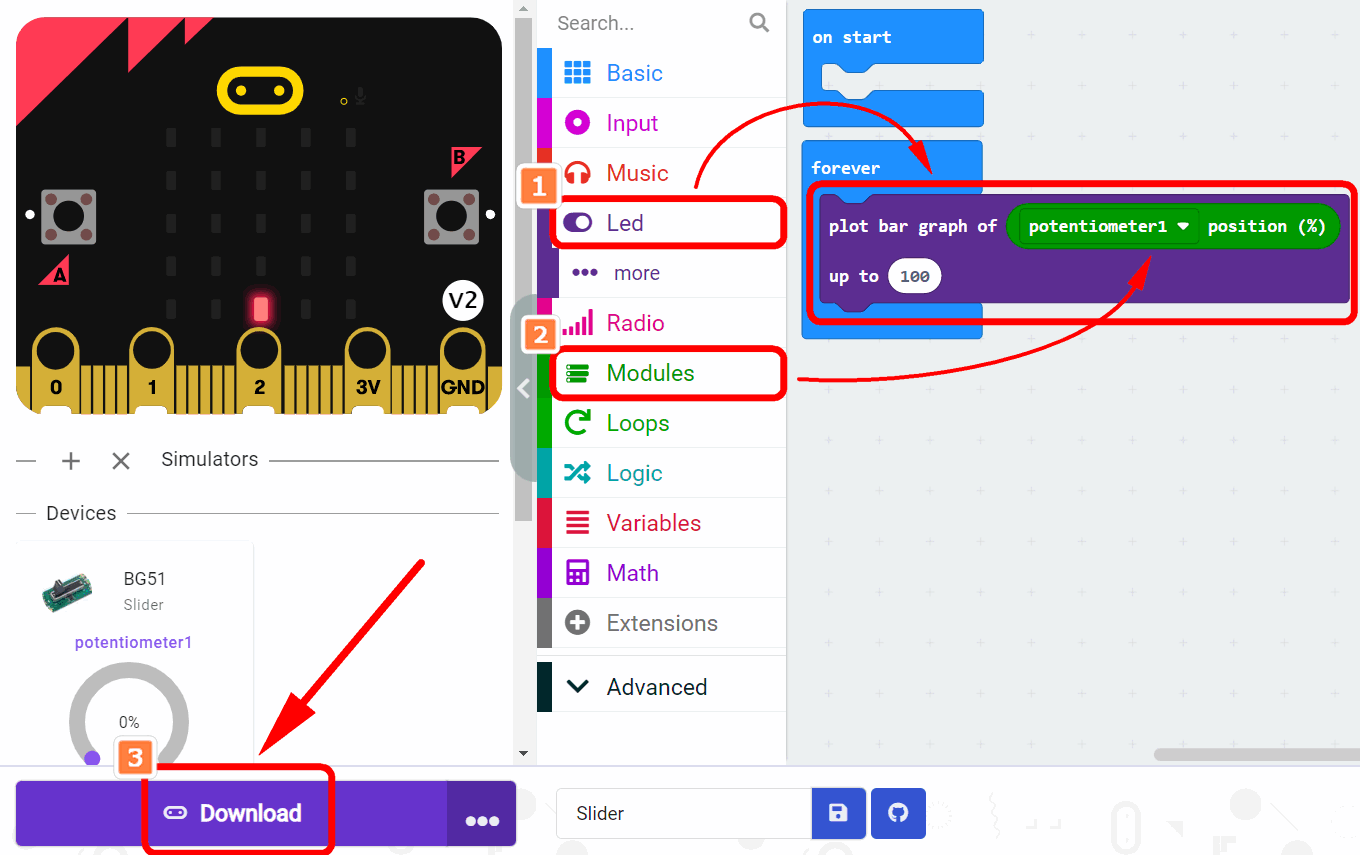 B
A
V2
0
1
2
3V
GND
Simulators
Devices
BG51
Slider
potentiometer1
0%
3
Download
Search...
Basic
Input
Music
1
Led
more
2
Radio
Modules
Loops
Logic
Variables
Math
Extensions
Advanced
Slider
on start
forever
plot bar graph of potentiometer1 position (%)
up to 100